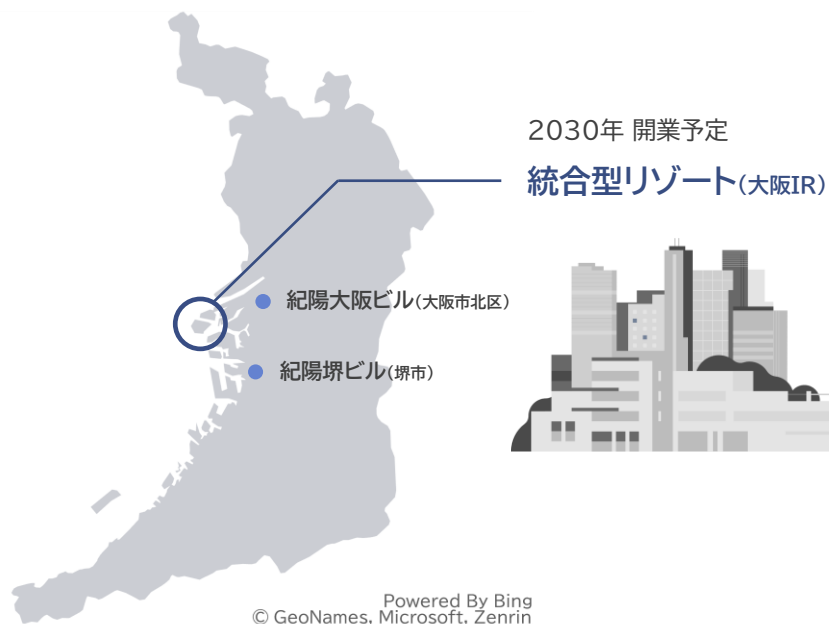 2030年 開業予定
統合型リゾート(大阪IR)
紀陽大阪ビル(大阪市北区)
紀陽堺ビル(堺市)
Powered By Bing
© GeoNames, Microsoft, Zenrin